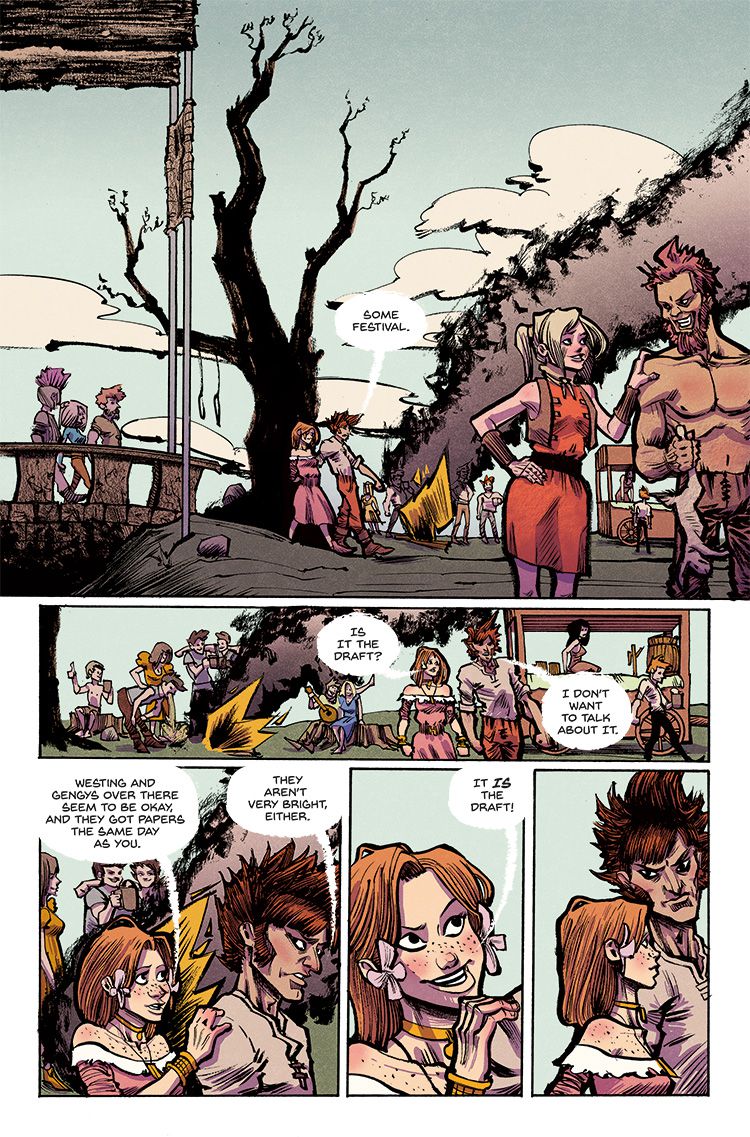 SOME
FESTIVAL.
IS
IT THE
DRAFT?
I DON'T
WANT
TO TALK
ABOUT IT.
WESTING AND
GENGYS OVER THERE
SEEM TO BE OKAY,
AND THEY GOT PAPERS
THE SAME DAY
AS YOU.
THEY
AREN'T
VERY BRIGHT,
EITHER.
IT IS
THE
DRAFT!